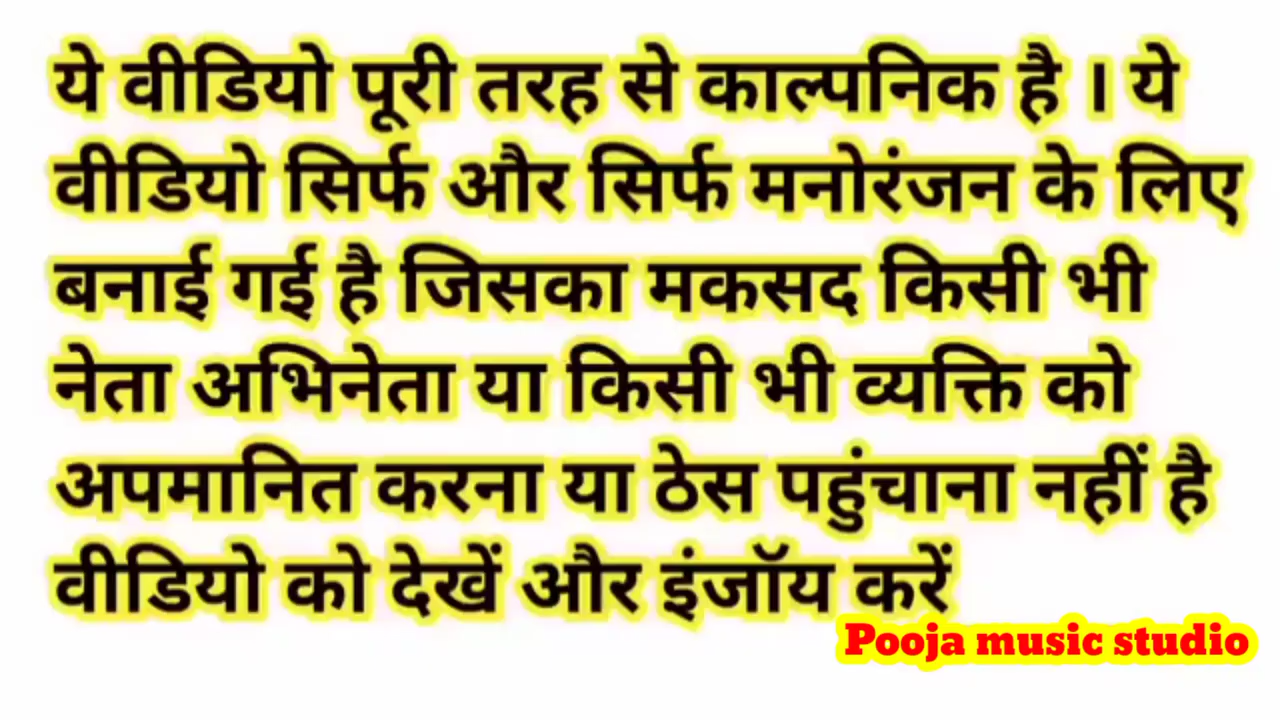 ये वीडियो पूरी तरह से काल्पनिक है । ये
वीडियो सिर्फ और सिर्फ मनोरंजन के लिए
बनाई गई है जिसका मकसद किसी भी
नेता अभिनेता या किसी भी व्यक्ति को
अपमानित करना या ठेस पहुंचाना नहीं है
वीडियो को देखें और इंजॉय करें
Pooja music studio